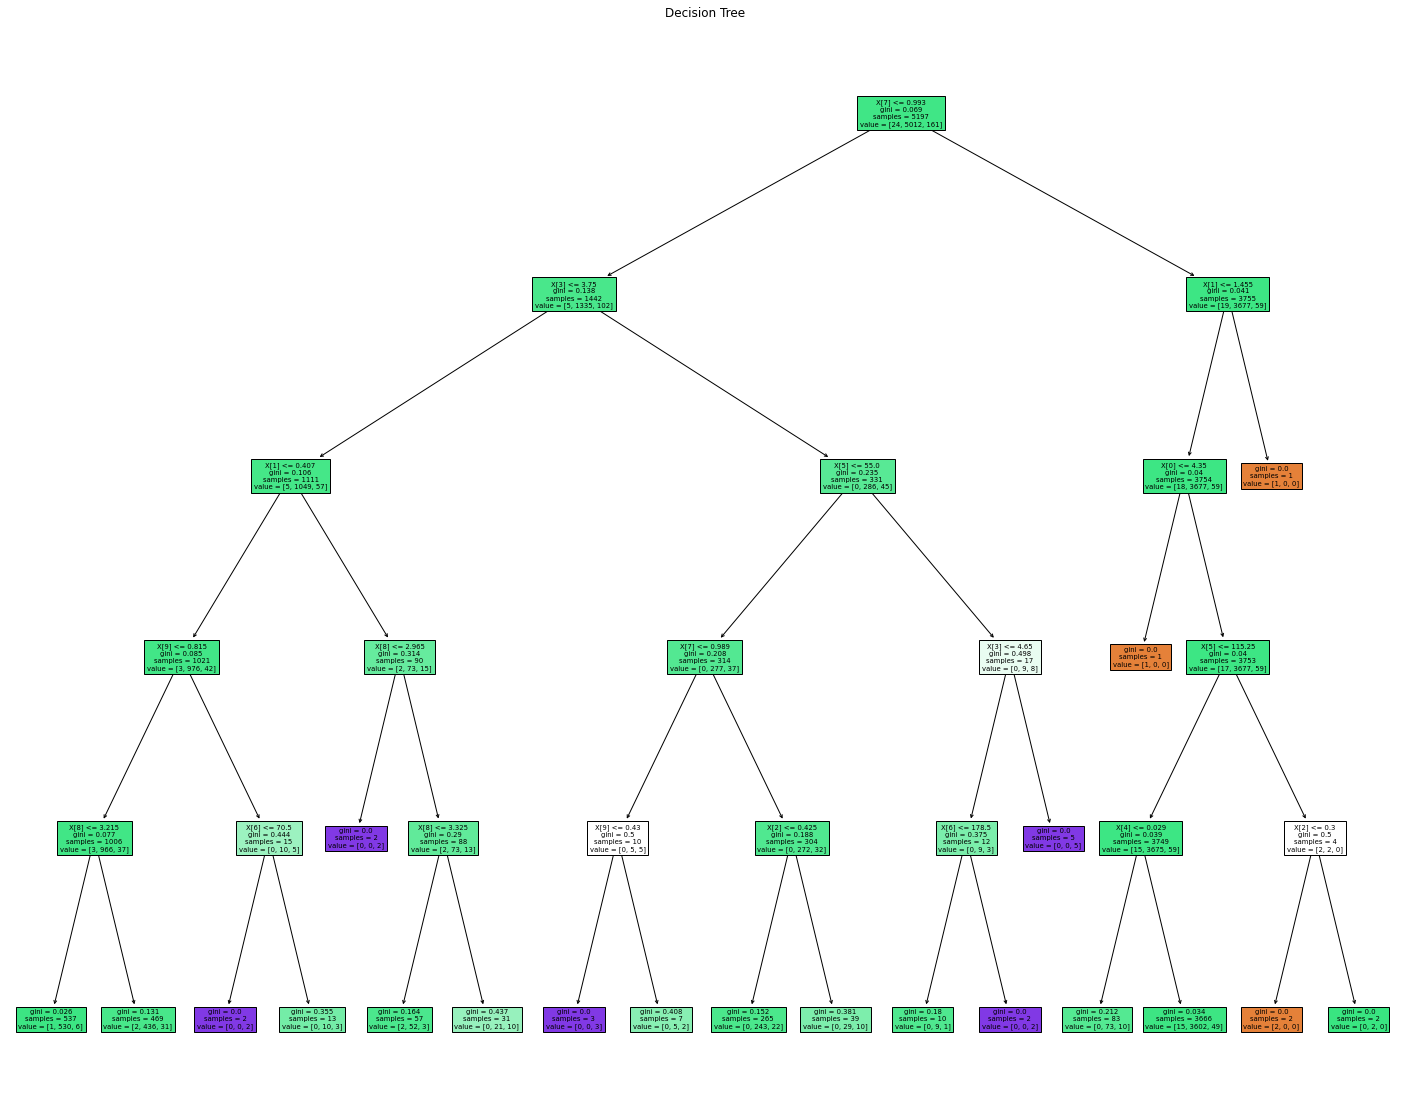 Decision Tree
X[7] <= 0.993
gini = 0.069
samples = 5197
value = [24, 5012, 161]
X[3] <= 3.75
gini = 0.138
samples = 1442
value = [5, 1335, 102]
X[1] <= 1.455
gini = 0.041
samples = 3755
value = [19, 3677, 59]
X[1] <= 0.407
gini = 0.106
samples = 1111
value = [5, 1049, 57]
X[5] <= 55.0
gini = 0.235
samples = 331
value = [0, 286, 45]
X[0] <= 4.35
gini = 0.04
samples = 3754
value = [18, 3677, 59]
gini = 0.0
samples = 1
value = [1, 0, 0]
X[9] <= 0.815
gini = 0.085
samples = 1021
value = [3, 976, 42]
X[8] <= 2.965
gini = 0.314
samples = 90
value = [2, 73, 15]
X[7] <= 0.989
gini = 0.208
samples = 314
value = [0, 277, 37]
X[3] <= 4.65
gini = 0.498
samples = 17
value = [0, 9, 8]
gini = 0.0
samples = 1
value = [1, 0, 0]
X[5] <= 115.25
gini = 0.04
samples = 3753
value = [17, 3677, 59]
X[8] <= 3.215
gini = 0.077
samples = 1006
value = [3, 966, 37]
X[6] <= 70.5
gini = 0.444
samples = 15
value = [0, 10, 5]
gini = 0.0
samples = 2
value = [0, 0, 2]
X[8] <= 3.325
gini = 0.29
samples = 88
value = [2, 73, 13]
X[9] <= 0.43
gini = 0.5
samples = 10
value = [0, 5, 5]
X[2] <= 0.425
gini = 0.188
samples = 304
value = [0, 272, 32]
X[6] <= 178.5
gini = 0.375
samples = 12
value = [0, 9, 3]
gini = 0.0
samples = 5
value = [0, 0, 5]
X[4] <= 0.029
gini = 0.039
samples = 3749
value = [15, 3675, 59]
X[2] <= 0.3
gini = 0.5
samples = 4
value = [2, 2, 0]
gini = 0.026
samples = 537
value = [1, 530, 6]
gini = 0.131
samples = 469
value = [2, 436, 31]
gini = 0.0
samples = 2
value = [0, 0, 2]
gini = 0.355
samples = 13
value = [0, 10, 3]
gini = 0.164
samples = 57
value = [2, 52, 3]
gini = 0.437
samples = 31
value = [0, 21, 10]
gini = 0.0
samples = 3
value = [0, 0, 3]
gini = 0.408
samples = 7
value = [0, 5, 2]
gini = 0.152
samples = 265
value = [0, 243, 22]
gini = 0.381
samples = 39
value = [0, 29, 10]
gini = 0.18
samples = 10
value = [0, 9, 1]
gini = 0.0
samples = 2
value = [0, 0, 2]
gini = 0.212
samples = 83
value = [0, 73, 10]
gini = 0.034
samples = 3666
value = [15, 3602, 49]
gini = 0.0
samples = 2
value = [2, 0, 0]
gini = 0.0
samples = 2
value = [0, 2, 0]